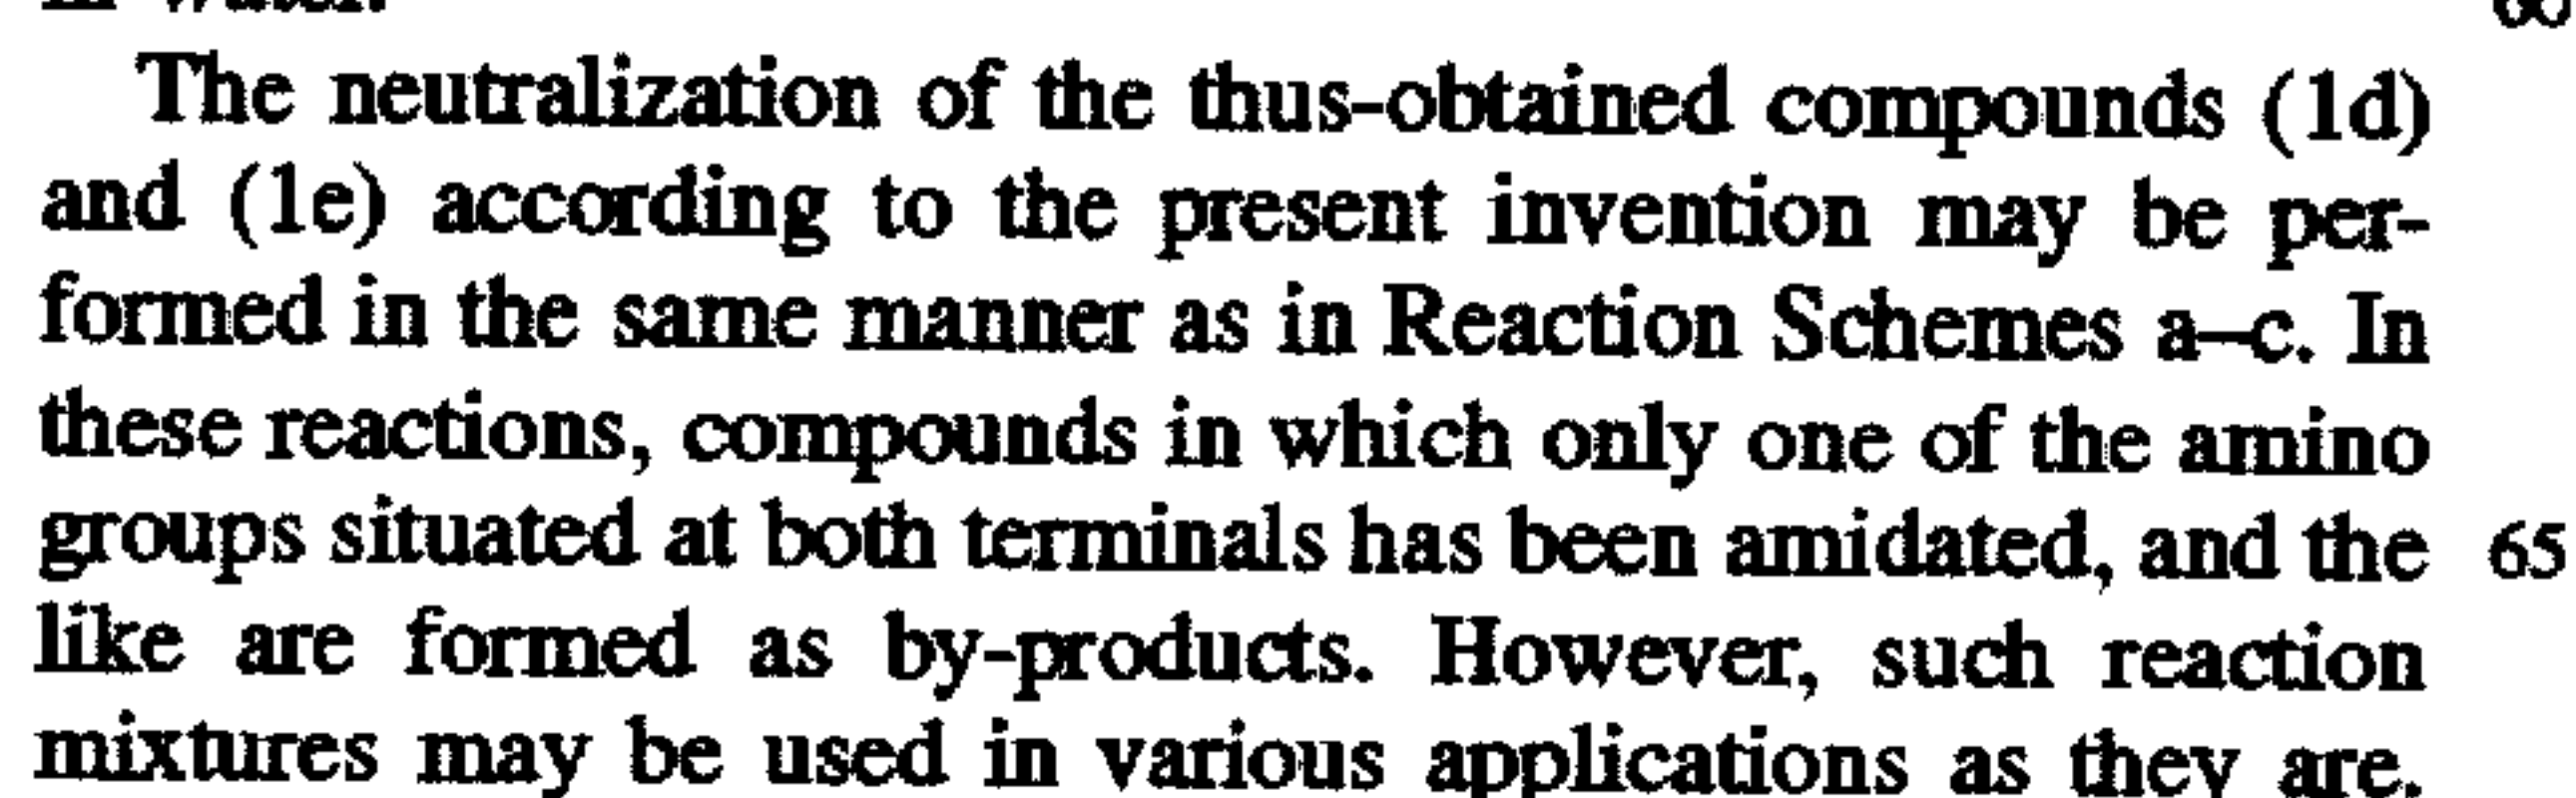 The neutralization of the thus-obtained compounds (1d)
and (1e) according to the present invention may be per-
formed in the same manner as in Reaction Schemes a–c. In
these reactions, compounds in which only one of the amino
groups situated at both terminals has been amidated, and the 65
like are formed as by-products. However, such reaction
mixtures may be used in various applications as they are.